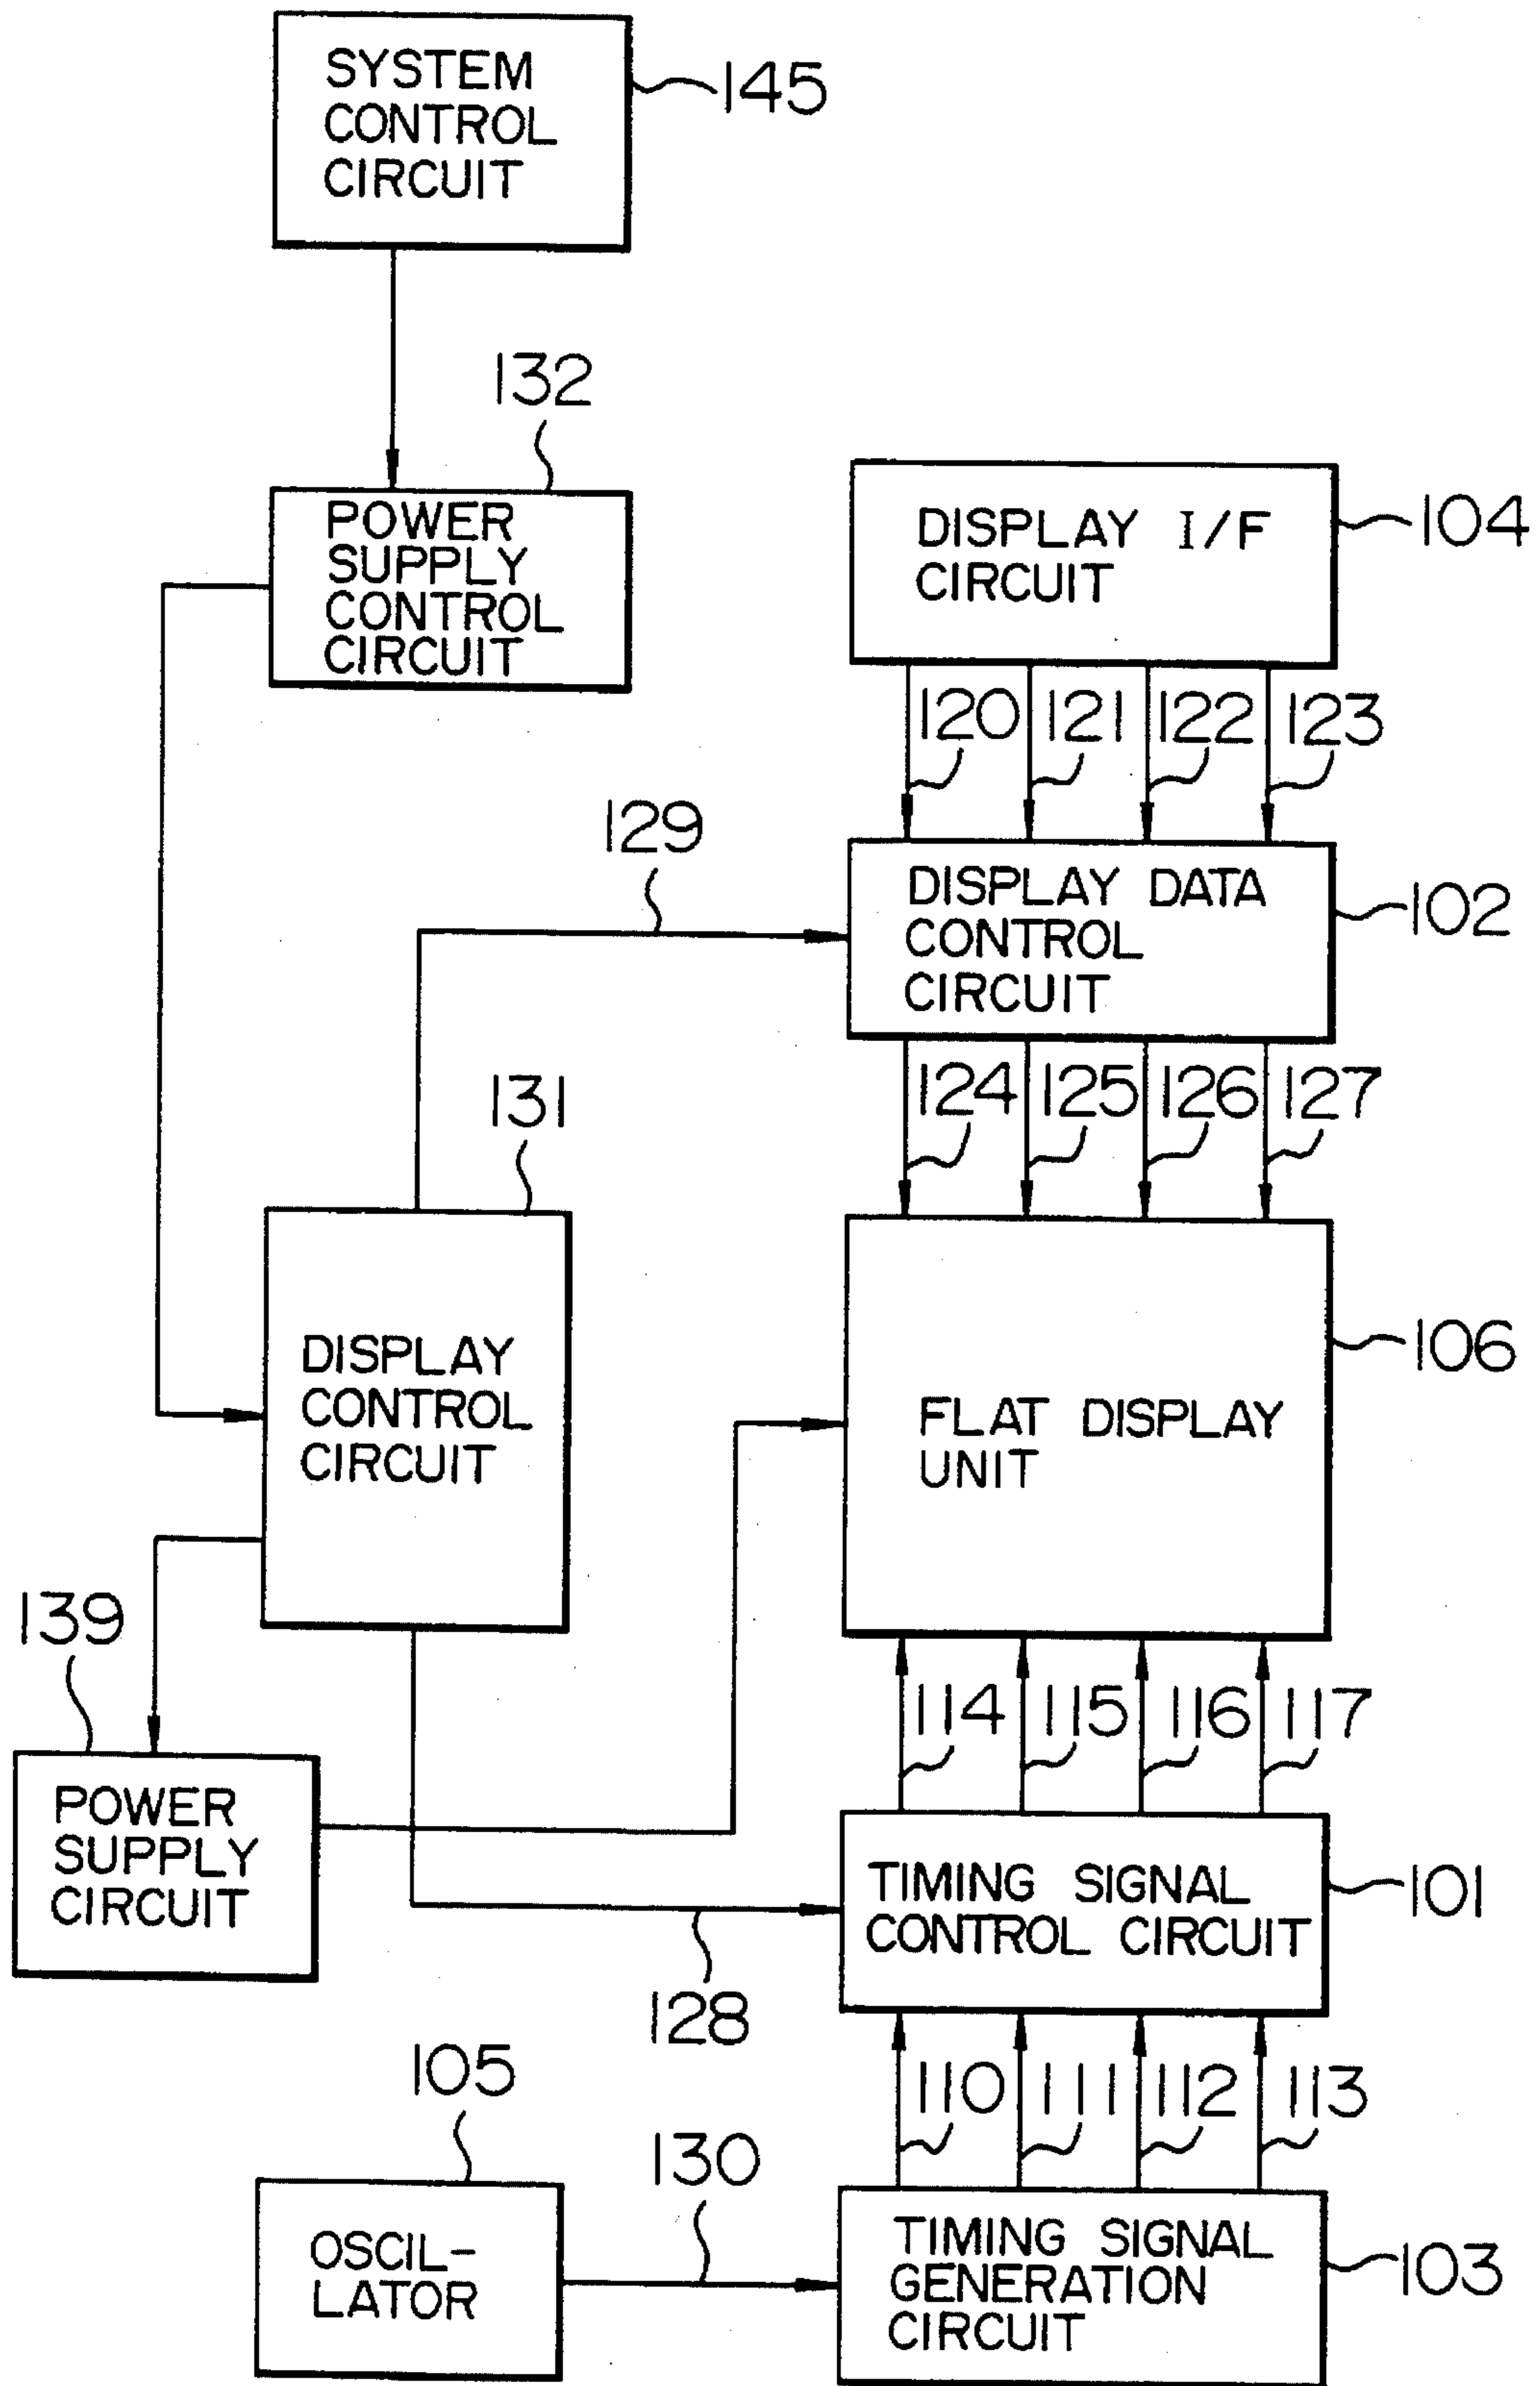 SYSTEM
CONTROL
CIRCUIT
145
132
POWER
SUPPLY
CONTROL
CIRCUIT
DISPLAY I/F
CIRCUIT
104
120
121
122
123
129
DISPLAY DATA
CONTROL
CIRCUIT
102
124
125
126
127
131
DISPLAY
CONTROL
CIRCUIT
FLAT DISPLAY
UNIT
106
139
POWER
SUPPLY
CIRCUIT
114
115
116
117
TIMING SIGNAL
CONTROL CIRCUIT
101
128
110
111
112
113
105
OSCIL-
LATOR
130
TIMING SIGNAL
GENERATION
CIRCUIT
103